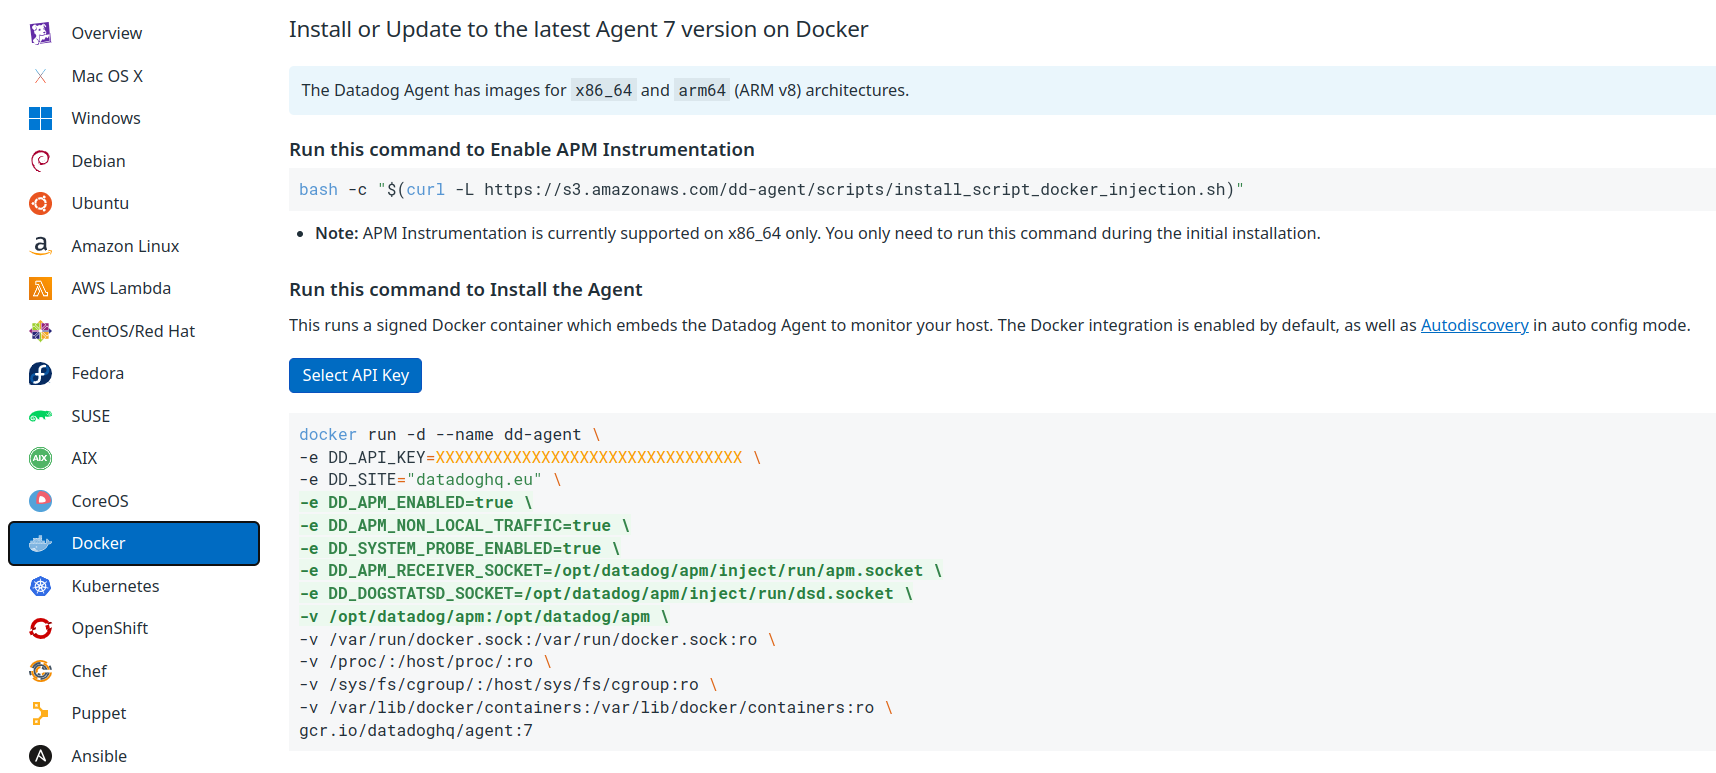 Overview
Mac OS X
Windows
Debian
Ubuntu
Amazon Linux
AWS Lambda
CentOS/Red Hat
Fedora
SUSE
AIX
AIX
CoreOS
Docker
Kubernetes
OpenShift
Chef
Puppet
Ansible
Install or Update to the latest Agent 7 version on Docker
The Datadog Agent has images for x86_64 and arm64 (ARM v8) architectures.
Run this command to Enable APM Instrumentation
bash -c "$(curl -L https://s3.amazonaws.com/dd-agent/scripts/install_script_docker_injection.sh)"
• Note: APM Instrumentation is currently supported on x86_64 only. You only need to run this command during the initial installation.
Run this command to Install the Agent
This runs a signed Docker container which embeds the Datadog Agent to monitor your host. The Docker integration is enabled by default, as well as Autodiscovery in auto config mode.
Select API Key
docker run -d --name dd-agent \
-e DD_API_KEY=XXXXXXXXXXXXXXXXXXXXXXXXXXXXXXXX \
-e DD_SITE="datadoghq.eu" \
-e DD_APM_ENABLED=true \
-e DD_APM_NON_LOCAL_TRAFFIC=true \
-e DD_SYSTEM_PROBE_ENABLED=true \
-e DD_APM_RECEIVER_SOCKET=/opt/datadog/apm/inject/run/apm.socket \
-e DD_DOGSTATSD_SOCKET=/opt/datadog/apm/inject/run/dsd.socket \
-v /opt/datadog/apm:/opt/datadog/apm \
-v /var/run/docker.sock:/var/run/docker.sock:ro \
-v /proc/:/host/proc/:ro \
-v /sys/fs/cgroup/:/host/sys/fs/cgroup:ro \
-v /var/lib/docker/containers:/var/lib/docker/containers:ro \
gcr.io/datadoghq/agent:7